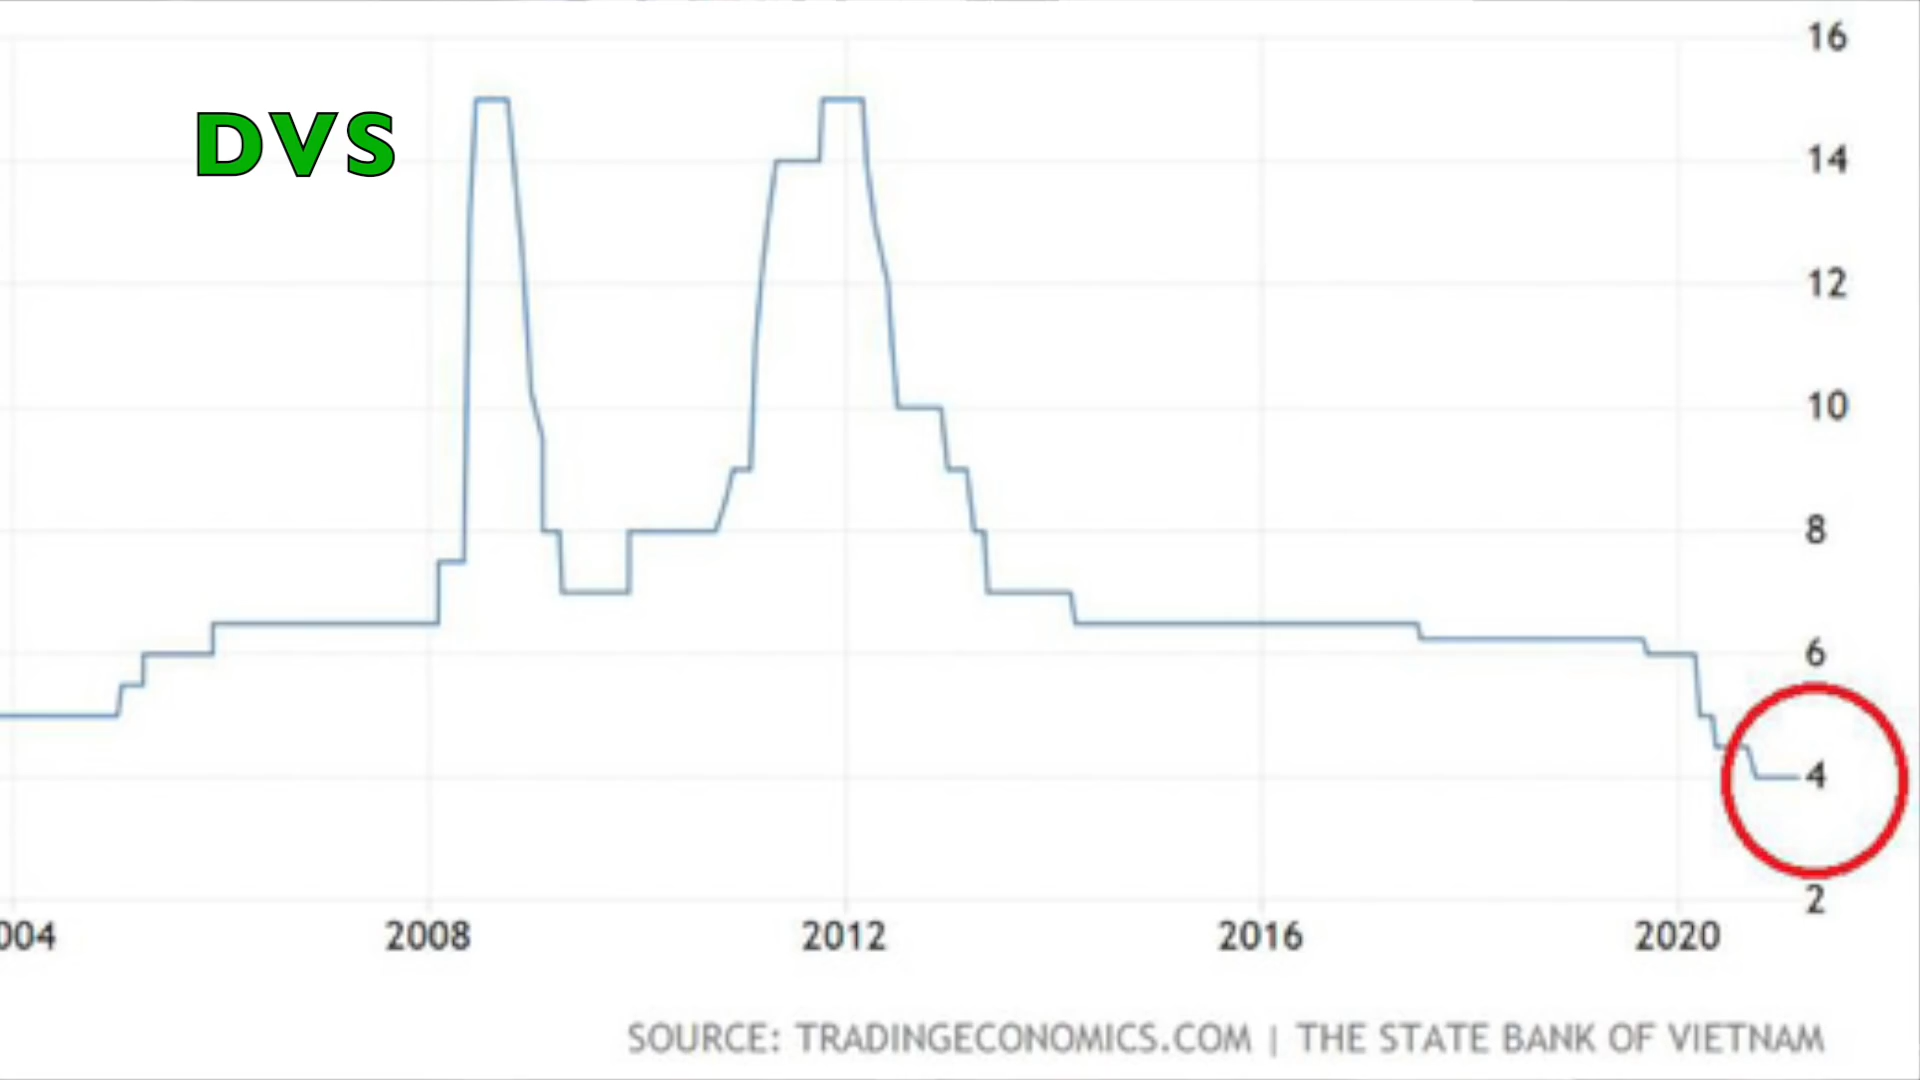 DVS
16
14
12
10
8
6
4
2
004 2008 2012 2016 2020
SOURCE: TRADINGECONOMICS.COM | THE STATE BANK OF VIETNAM